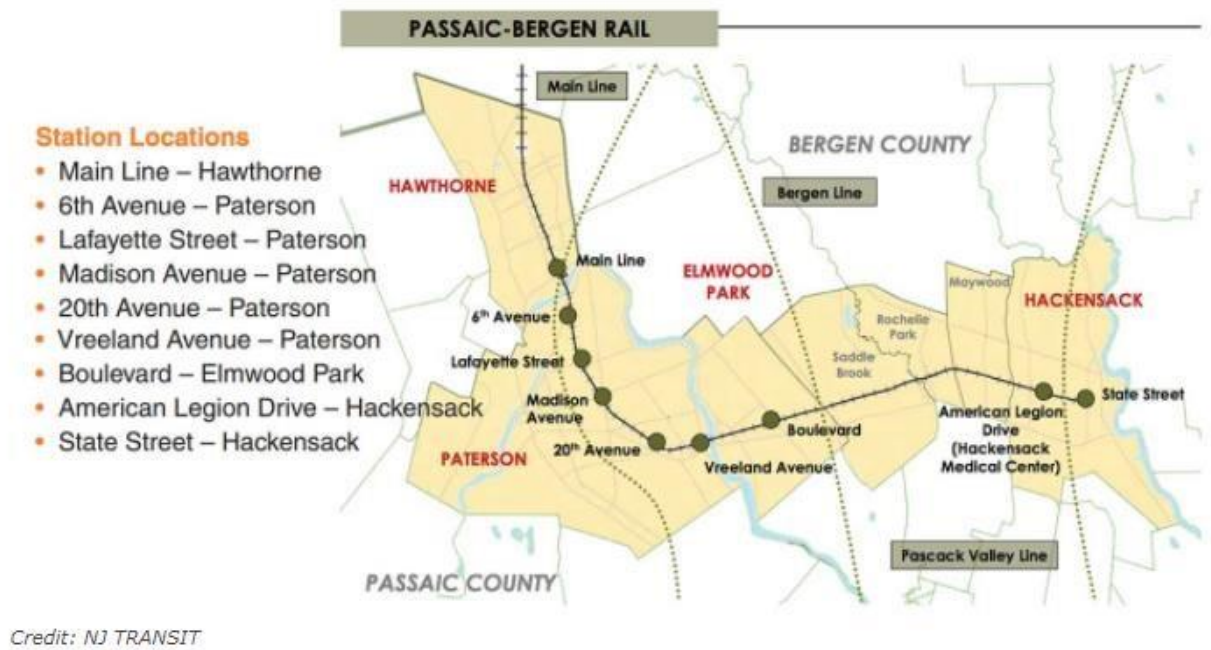 PASSAIC-BERGEN RAIL
Station Locations
• Main Line – Hawthorne
• 6th Avenue – Paterson
• Lafayette Street – Paterson
• Madison Avenue – Paterson
• 20th Avenue – Paterson
• Vreeland Avenue – Paterson
• Boulevard – Elmwood Park
• American Legion Drive – Hackensack
• State Street – Hackensack
Main Line
BERGEN COUNTY
HAWTHORNE
Bergen Line
Main Line
ELMWOOD
PARK
Maywood
HACKENSACK
6th Avenue
Rochelle
Park
Lafayette Street
Saddle
Brook
Madison
Avenue
State Street
American Legion
Drive
(Hackensack
Medical Center)
Boulevard
20th Avenue
PATERSON
Vreeland Avenue
Pascack Valley Line
PASSAIC COUNTY
Credit: NJ TRANSIT